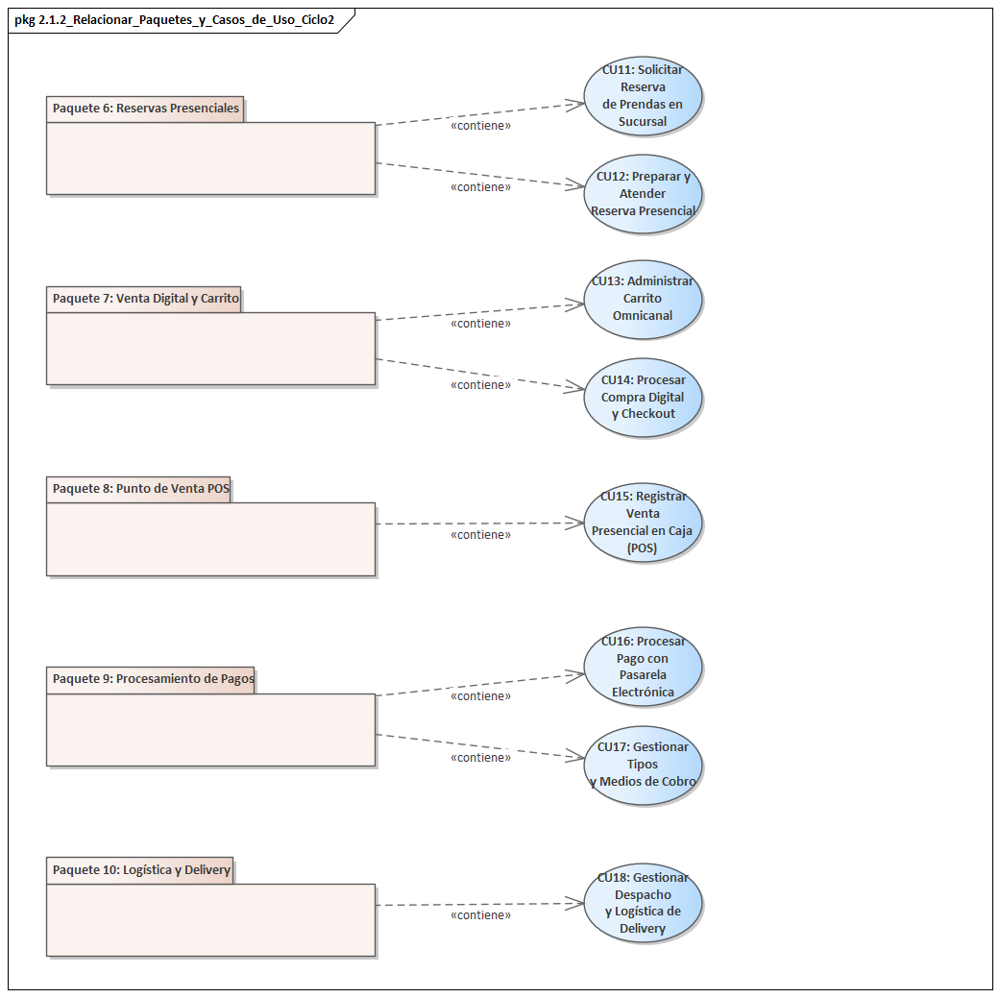 pkg 2.1.2_Relacionar_Paquetes_y_Casos_de_Uso_Ciclo2
Paquete 6: Reservas Presenciales
«contiene»
CU11: Solicitar
Reserva
de Prendas en
Sucursal
«contiene»
CU12: Preparar y
Atender
Reserva Presencial
Paquete 7: Venta Digital y Carrito
«contiene»
CU13: Administrar
Carrito
Omnicanal
«contiene»
CU14: Procesar
Compra Digital
y Checkout
Paquete 8: Punto de Venta POS
«contiene»
CU15: Registrar
Venta
Presencial en Caja
(POS)
Paquete 9: Procesamiento de Pagos
«contiene»
CU16: Procesar
Pago con
Pasarela
Electrónica
«contiene»
CU17: Gestionar
Tipos
y Medios de Cobro
Paquete 10: Logística y Delivery
«contiene»
CU18: Gestionar
Despacho
y Logística de
Delivery